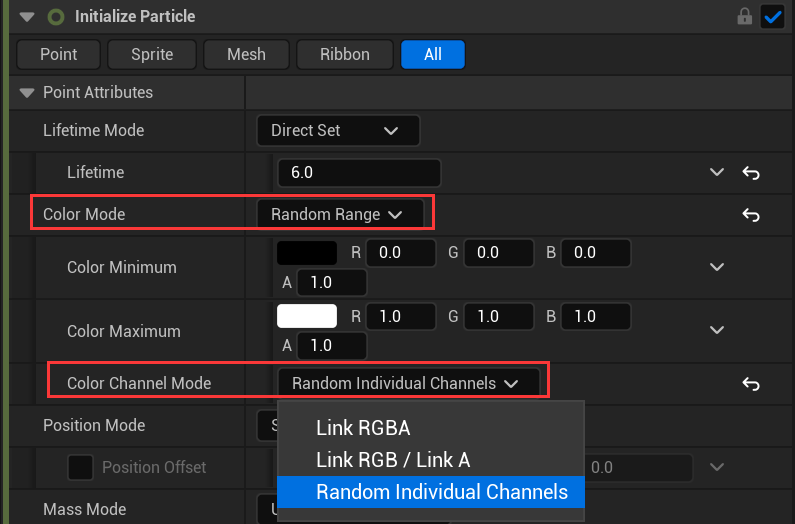 Initialize Particle
Point Sprite Mesh Ribbon All
Point Attributes
Lifetime Mode Direct Set
Lifetime 6.0
Color Mode Random Range
R 0.0 G 0.0 B 0.0
Color Minimum
A 1.0
R 1.0 G 1.0 B 1.0
Color Maximum
A 1.0
Color Channel Mode Random Individual Channels
Position Mode
Link RGBA
Link RGB / Link A
Position Offset 0.0
Random Individual Channels
Mass Mode